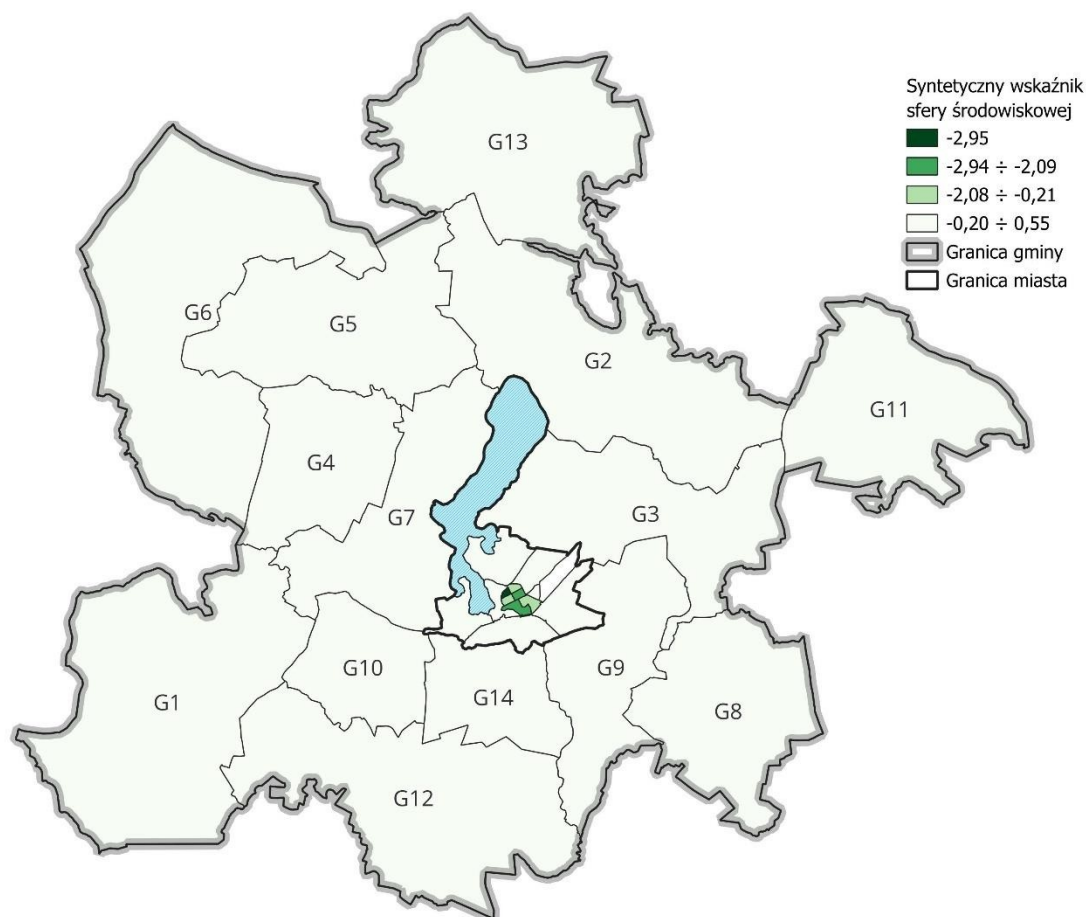 Syntetyczny wskaźnik
sfery środowiskowej
-2,95
-2,94 ÷ -2,09
-2,08 ÷ -0,21
-0,20 ÷ 0,55
Granica gminy
Granica miasta
G13
G6
G5
G2
G11
G4
G7
G3
G10
G9
G1
G14
G8
G12